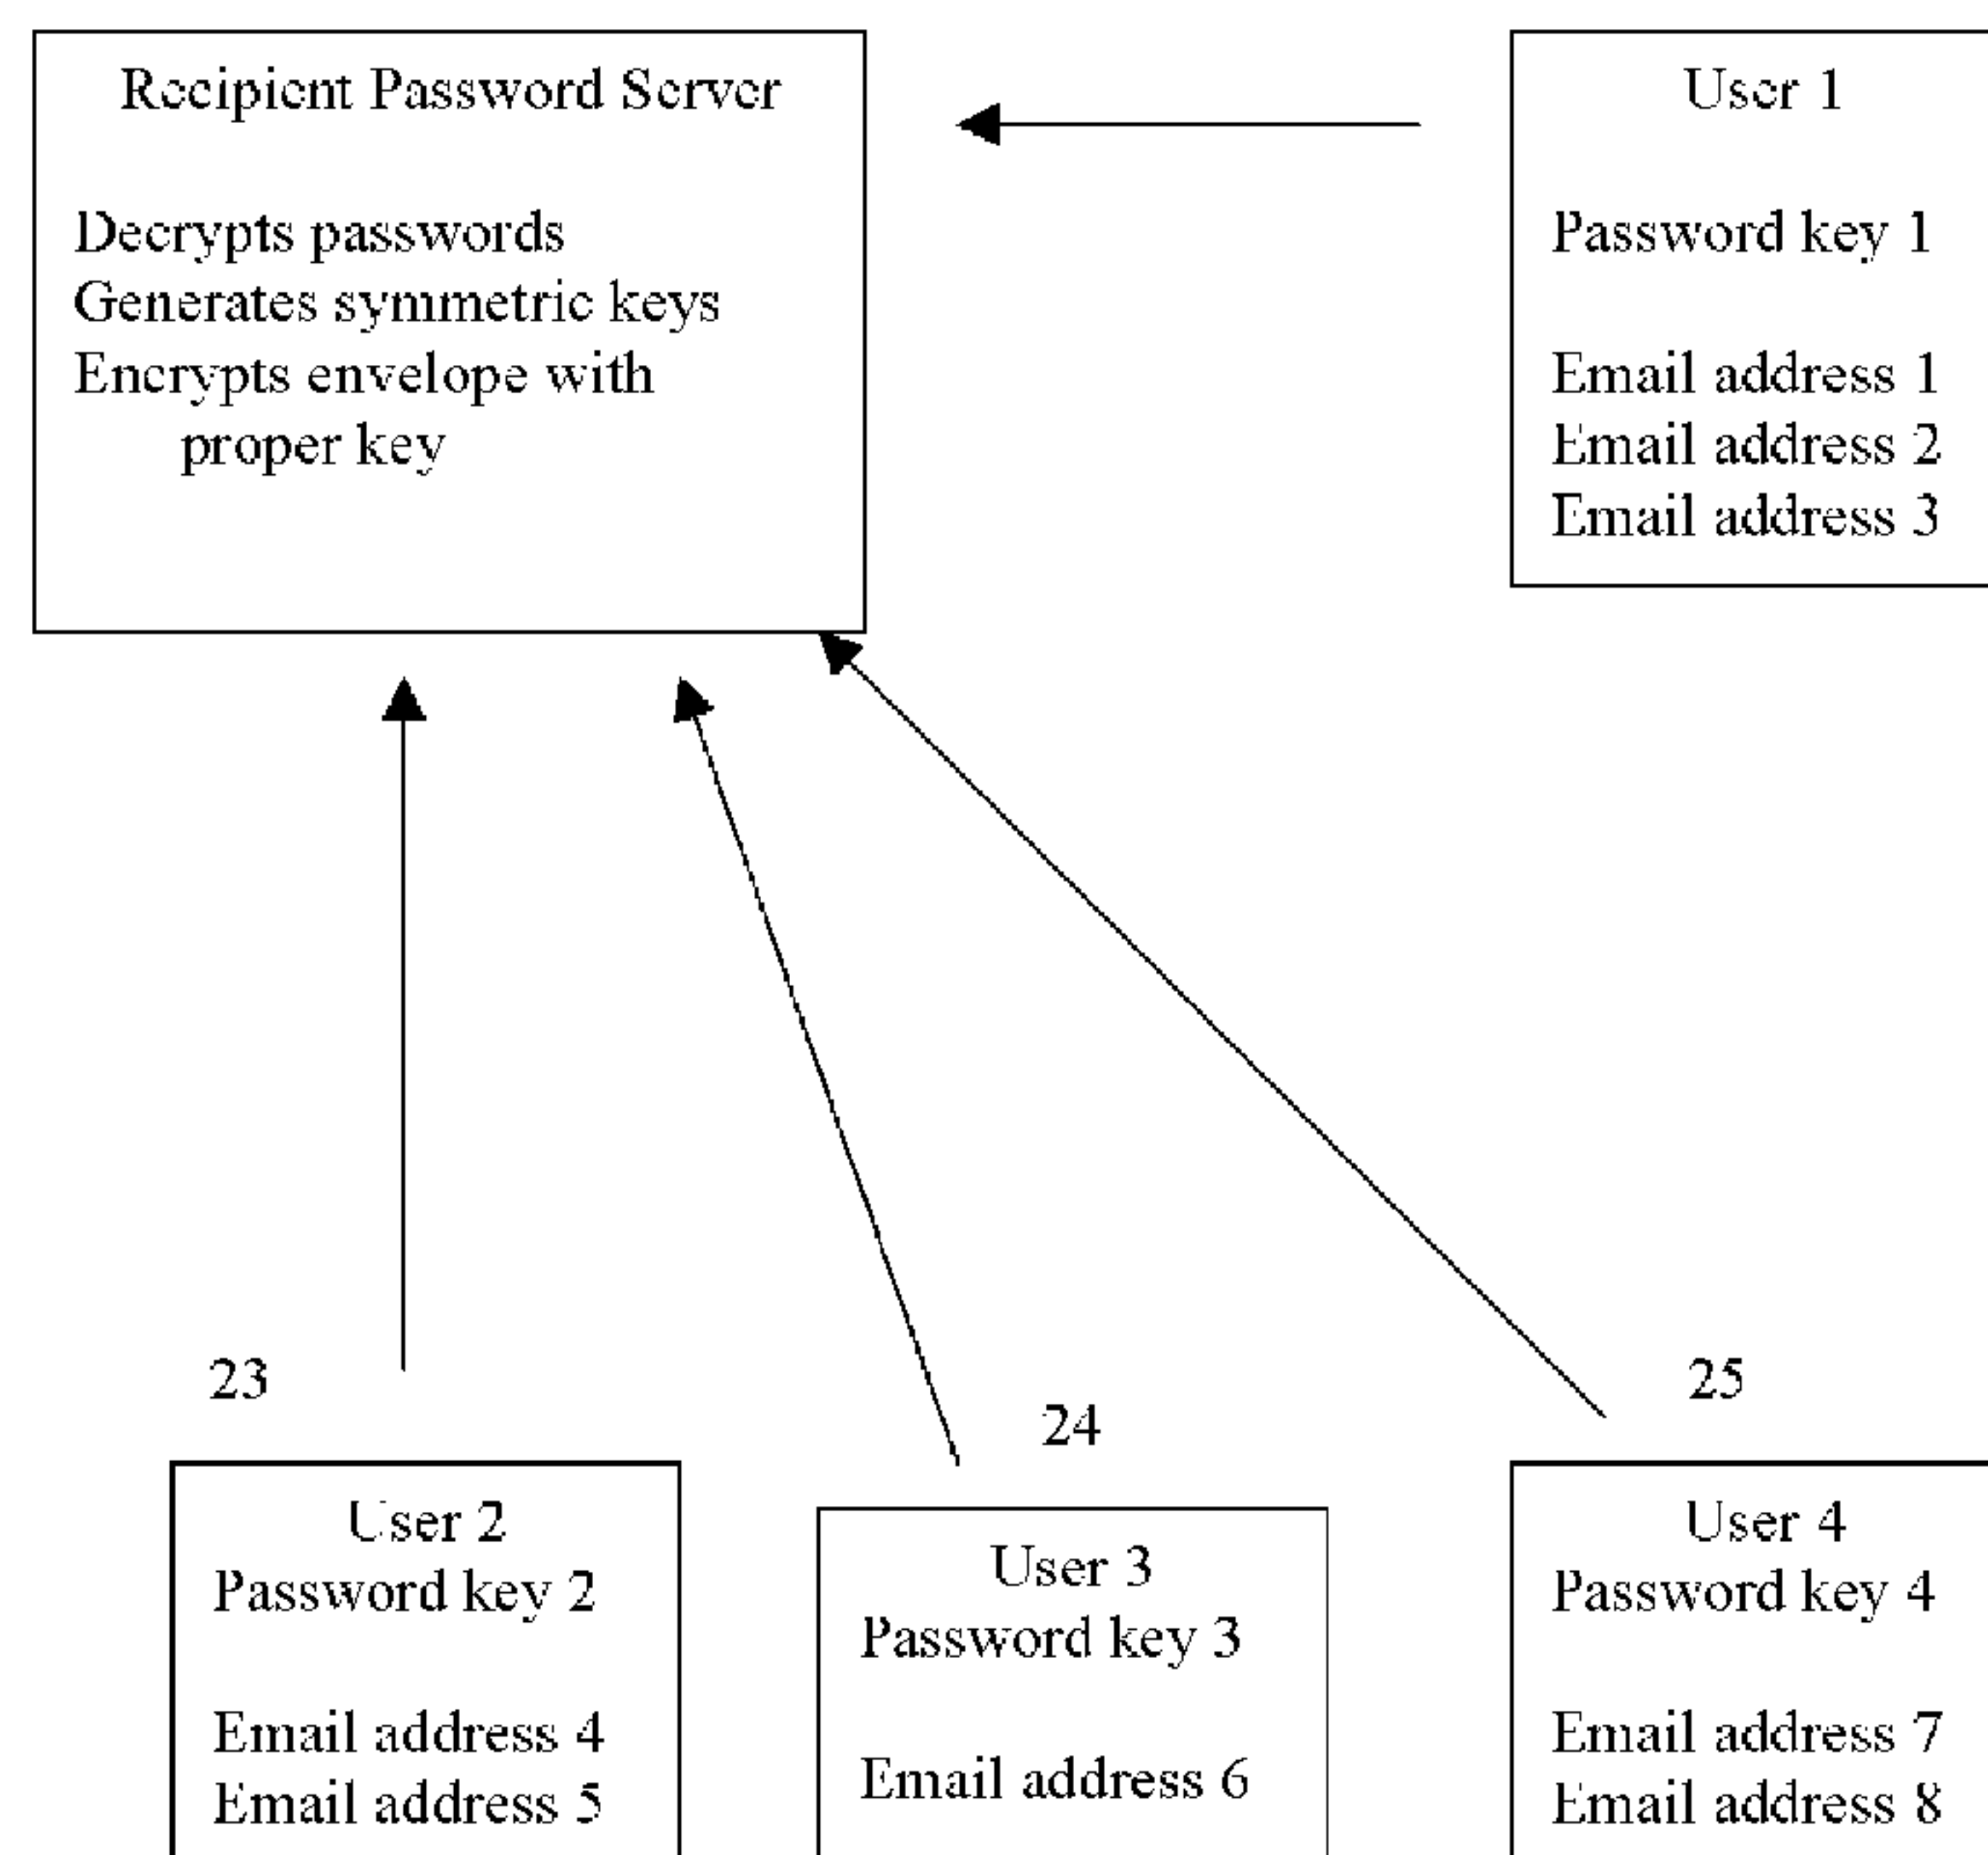 Recipient Password Server
Decrypts passwords
Generates symmetric keys
Encrypts envelope with
proper key
User 1
Password key 1
Email address 1
Email address 2
Email address 3
23
24
25
User 2
Password key 2
Email address 4
Email address 5
User 3
Password key 3
Email address 6
User 4
Password key 4
Email address 7
Email address 8